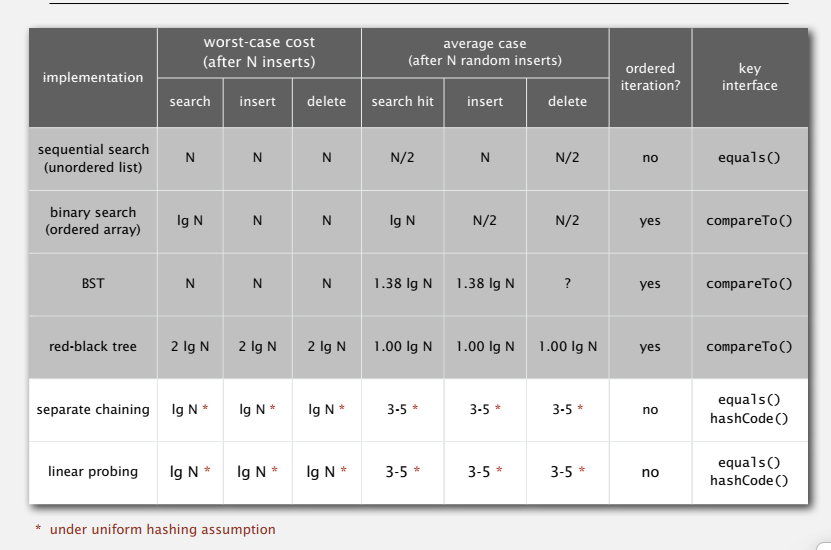 implementation
worst-case cost
(after N inserts)
average case
(after N random inserts)
ordered
iteration?
key
interface
search insert delete search hit insert delete
sequential search
(unordered list)
N N N N/2 N N/2 no equals()
binary search
(ordered array)
lg N N N lg N N/2 N/2 yes compareTo()
BST N N N 1.38 lg N 1.38 lg N ? yes compareTo()
red-black tree 2 lg N 2 lg N 2 lg N 1.00 lg N 1.00 lg N 1.00 lg N yes compareTo()
separate chaining lg N * lg N * lg N * 3-5 * 3-5 * 3-5 * no equals()
hashCode()
linear probing lg N * lg N * lg N * 3-5 * 3-5 * 3-5 * no equals()
hashCode()
* under uniform hashing assumption